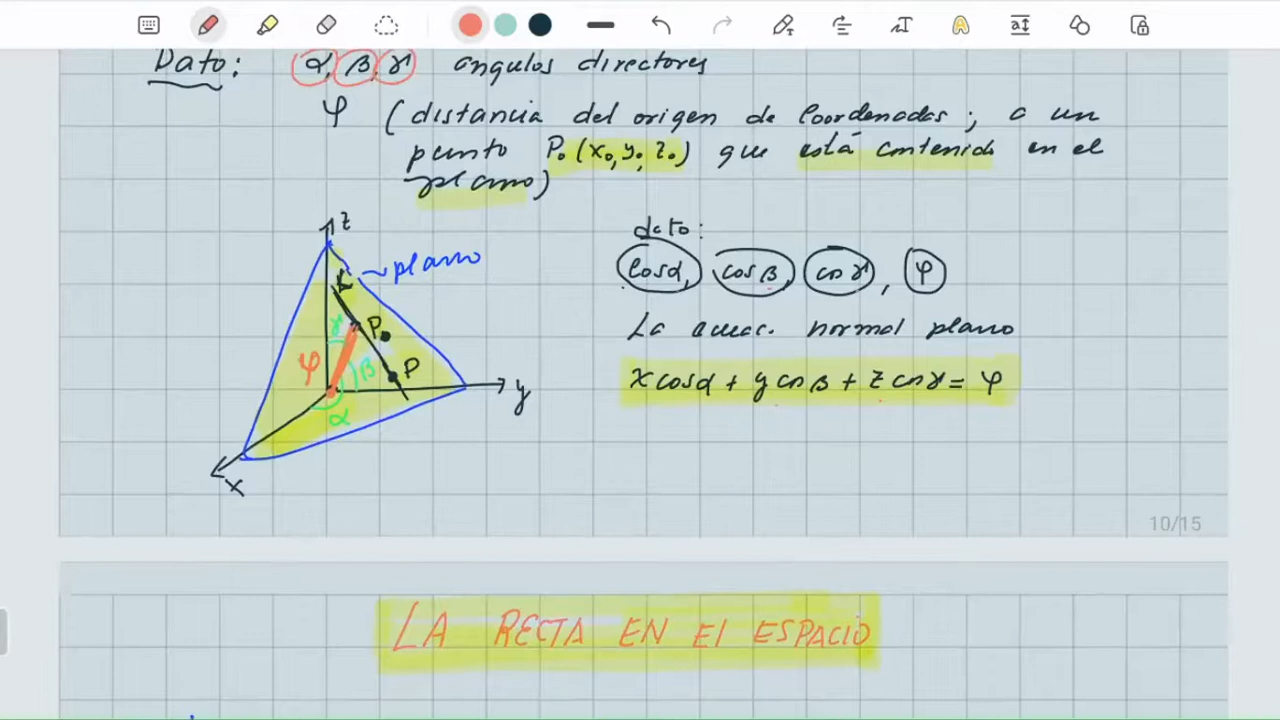 Dato: α, β, γ angulos directores
φ (distancia del origen de coordenadas; a un
punto P₀ (x₀, y₀, z₀) que está contenido en el
plano)
z
plano
dato:
cosα, cosβ, cosγ, φ
La ecuac. normal plano
x cosα + y cosβ + z cosγ = φ
γ
P₀
φ
β
P
α
y
x
10/15
LA RECTA EN El ESPACIO